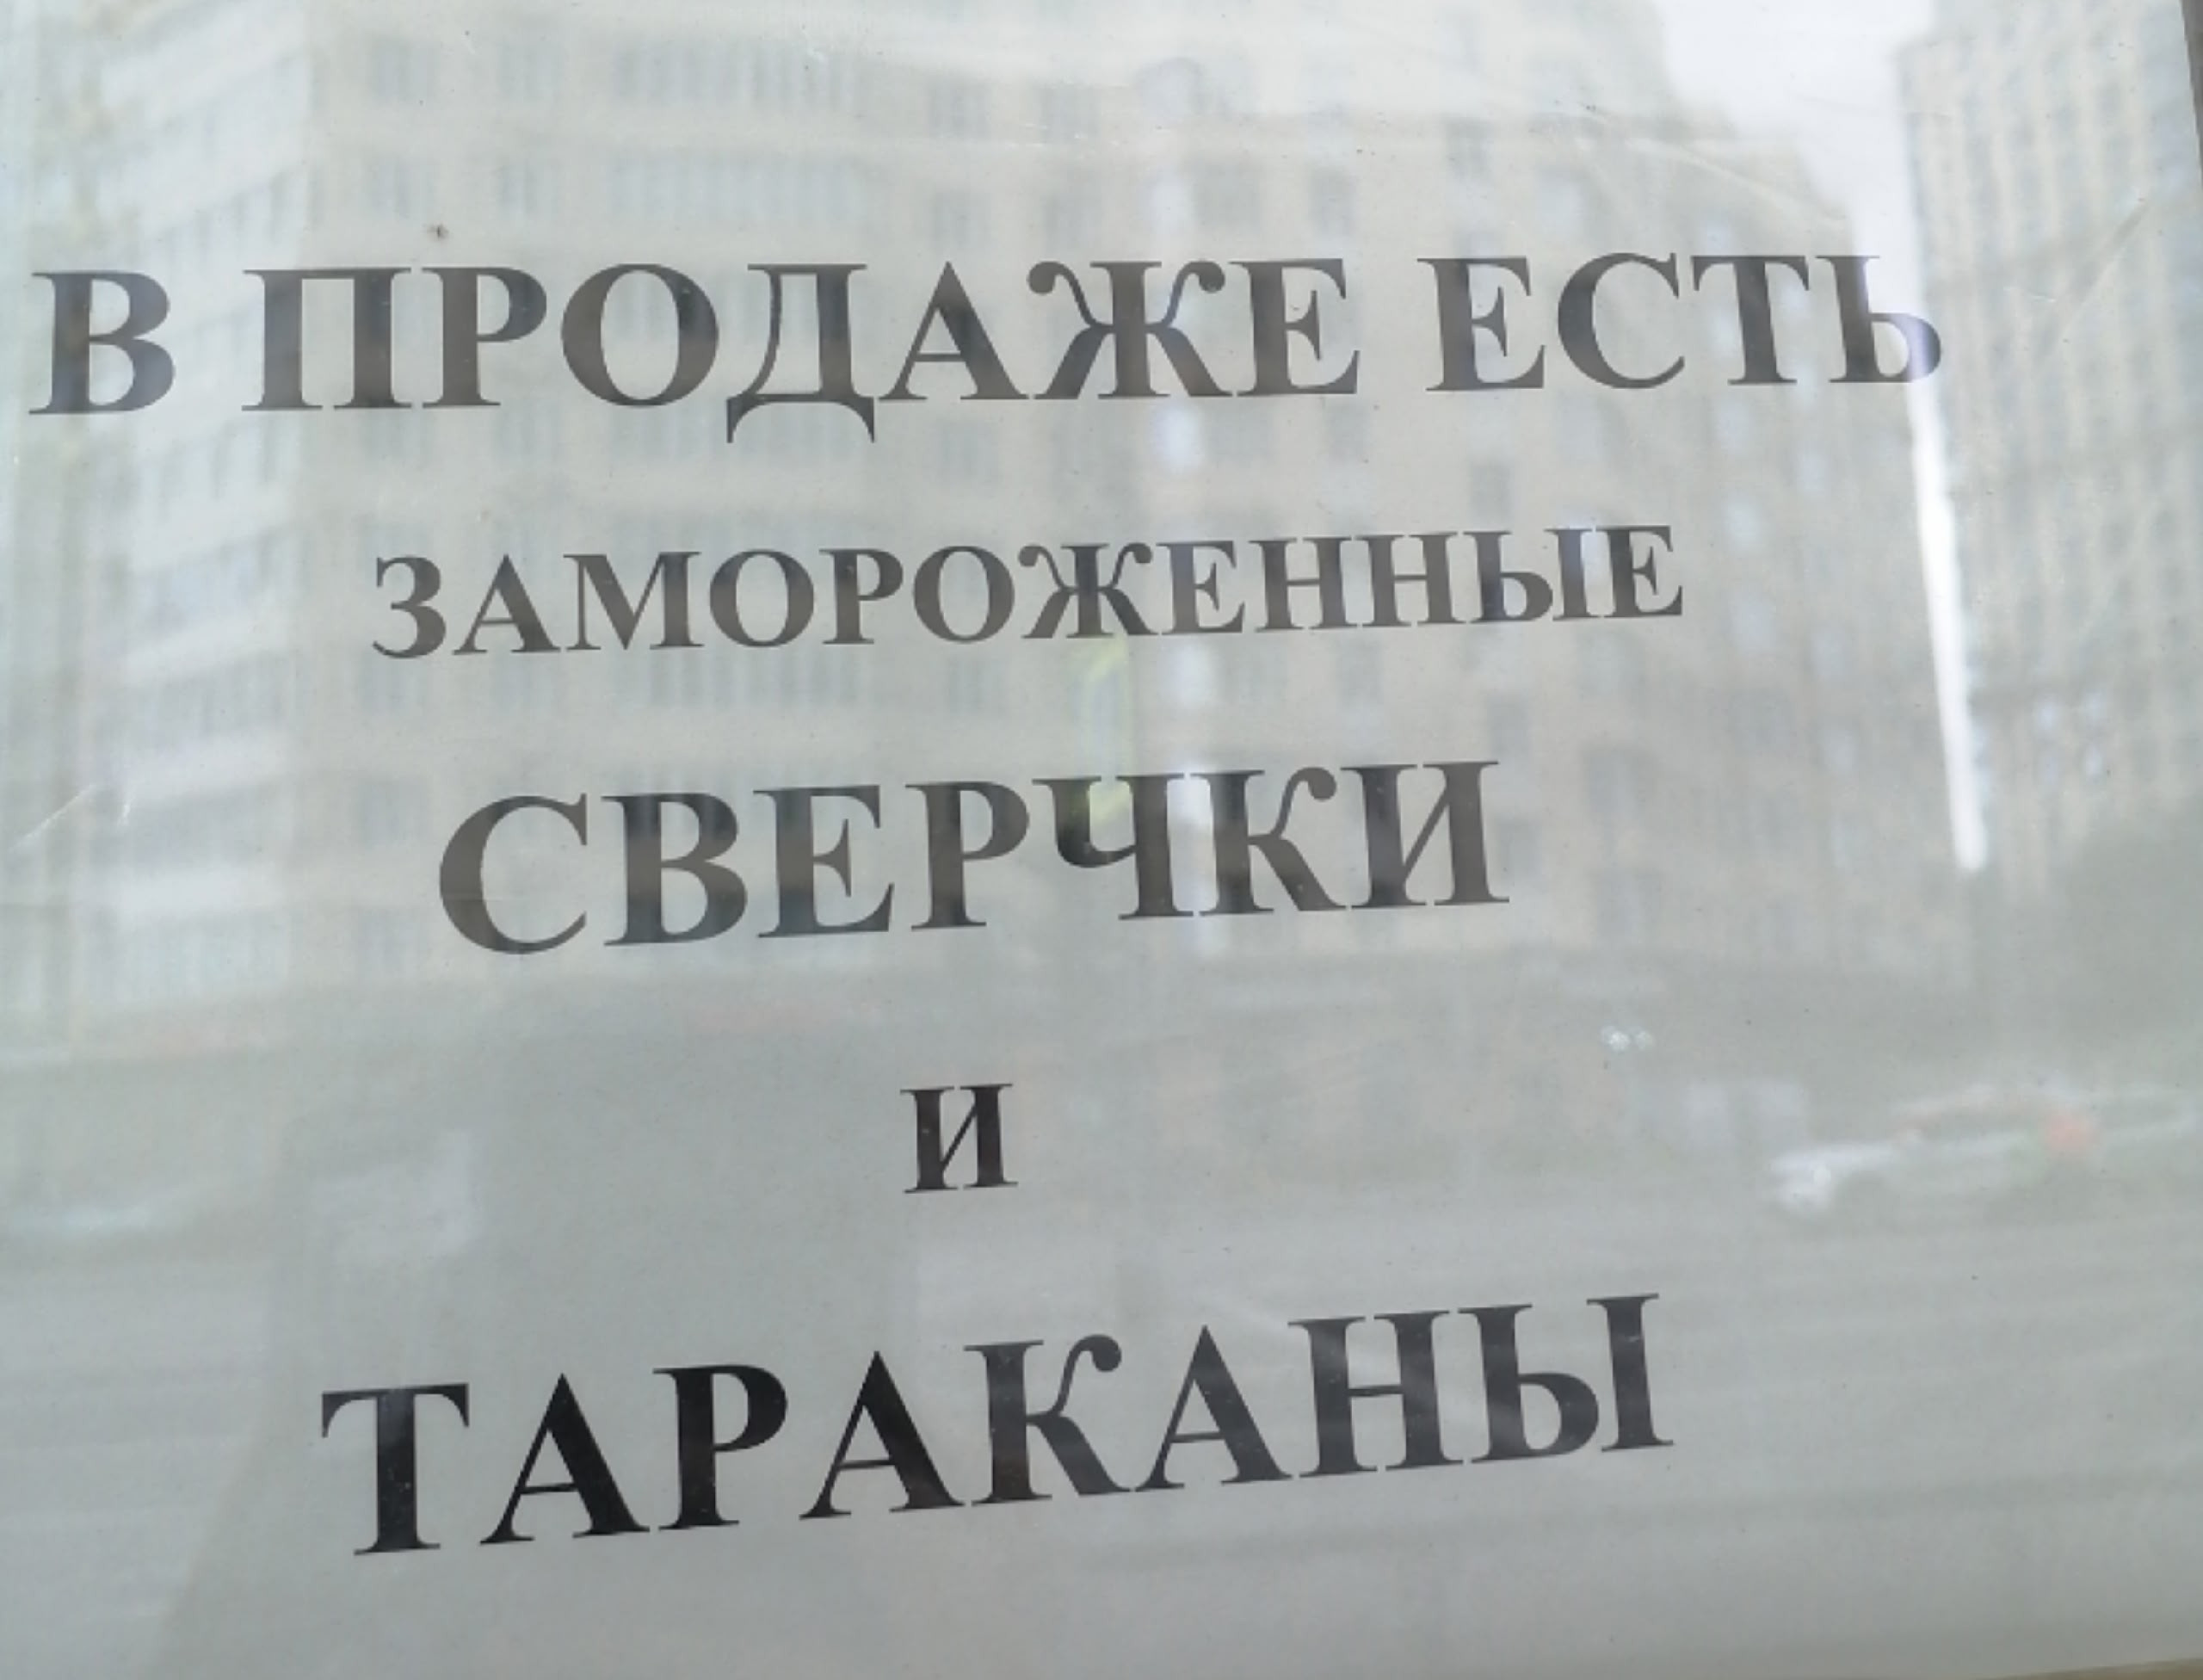 В ПРОДАЖЕ ЕСТЬ
ЗАМОРОЖЕННЫЕ
СВЕРЧКИ
И
ТАРАКАНЫ